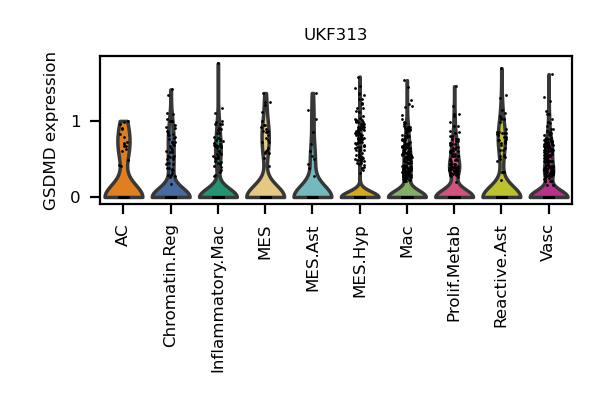 UKF313
GSDMD expression
1
0
AC
Chromatin.Reg
Inflammatory.Mac
MES
MES.Ast
MES.Hyp
Mac
Prolif.Metab
Reactive.Ast
Vasc